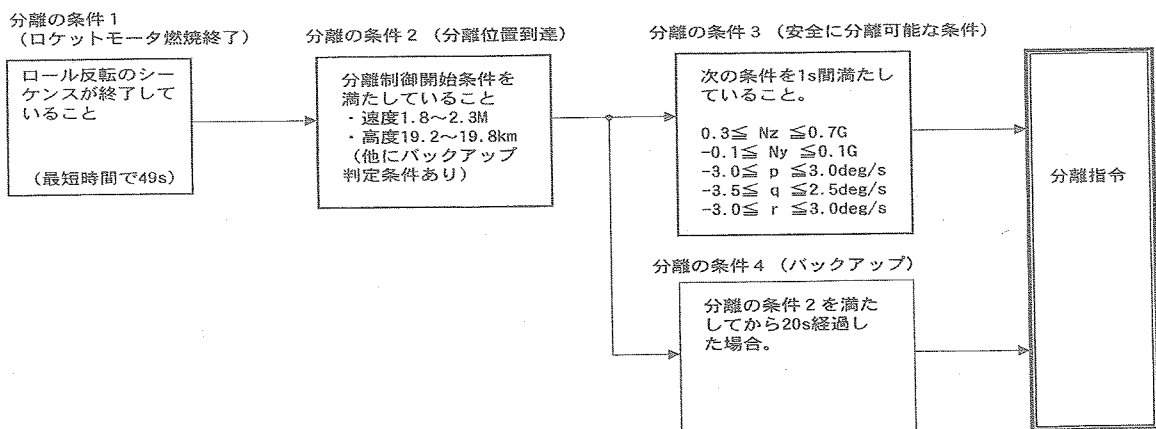 分離の条件1
(ロケットモータ燃焼終了)
ロール反転のシー
ケンスが終了して
いること
(最短時間で49s)
分離の条件2 (分離位置到達)
分離制御開始条件を
満たしていること
・速度1.8～2.3M
・高度19.2～19.8km
(他にバックアップ
判定条件あり)
分離の条件3 (安全に分離可能な条件)
次の条件を1s間満たし
ていること。
0.3≦ Nz ≦0.7G
-0.1≦ Ny ≦0.1G
-3.0≦ p ≦3.0deg/s
-3.5≦ q ≦2.5deg/s
-3.0≦ r ≦3.0deg/s
分離の条件4 (バックアップ)
分離の条件2を満た
してから20s経過し
た場合。
分離指令